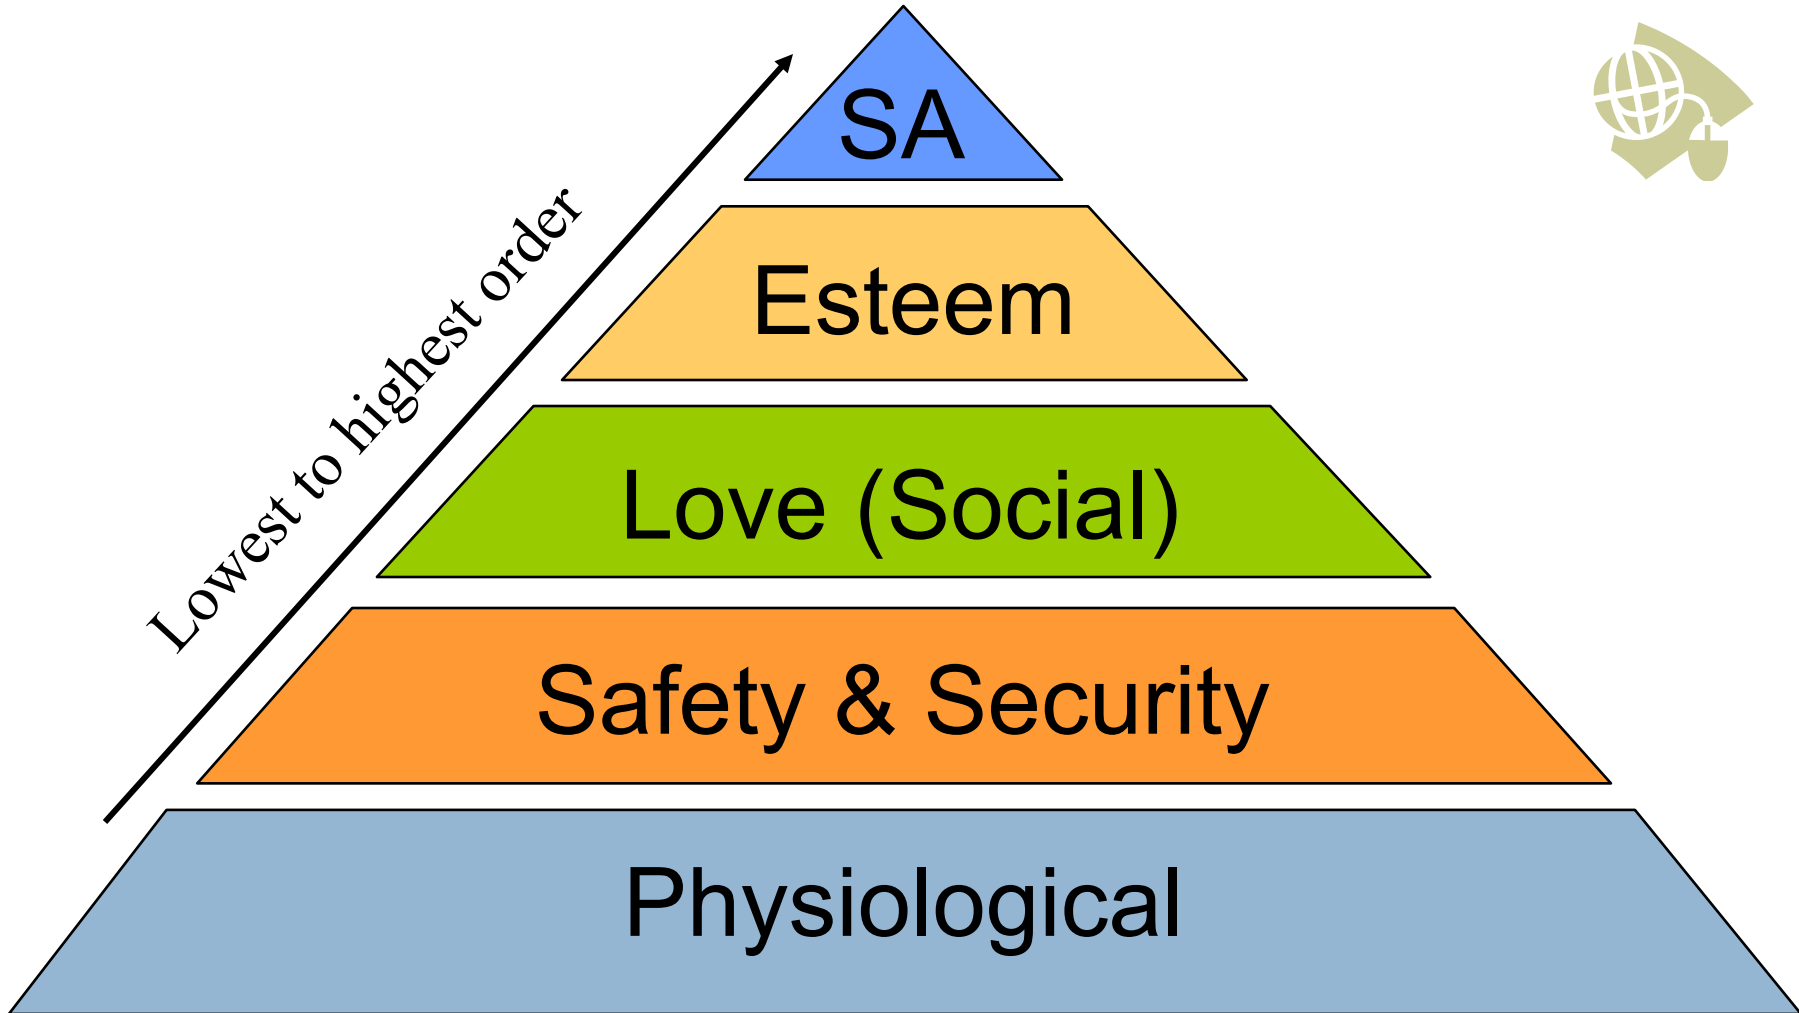 SA
Esteem
Love (Social)
Safety & Security
Physiological
Lowest to highest order